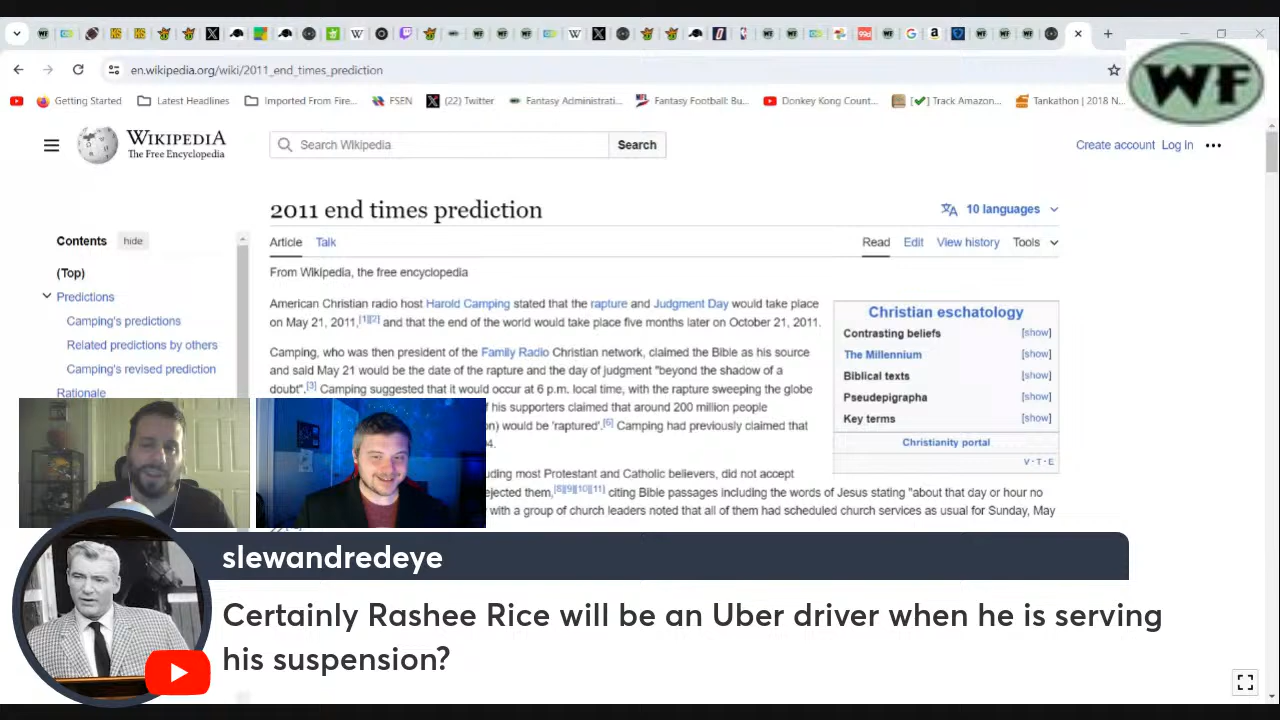 en.wikipedia.org/wiki/2011_end_times_prediction
Getting Started Latest Headlines Imported From Fire... FSEN (22) Twitter Fantasy Administrati... Fantasy Football: Bu... Donkey Kong Count... Track Amazon... Tankathon | 2018 N...
WF
WIKIPEDIA
The Free Encyclopedia
Search Wikipedia Search
Create account Log in
2011 end times prediction
10 languages
Contents hide
Article Talk
Read Edit View history Tools
(Top)
From Wikipedia, the free encyclopedia
Predictions
Camping's predictions
Related predictions by others
Camping's revised prediction
Rationale
American Christian radio host Harold Camping stated that the rapture and Judgment Day would take place
on May 21, 2011,[1][2] and that the end of the world would take place five months later on October 21, 2011.
Camping, who was then president of the Family Radio Christian network, claimed the Bible as his source
and said May 21 would be the date of the rapture and the day of judgment "beyond the shadow of a
doubt".[3] Camping suggested that it would occur at 6 p.m. local time, with the rapture sweeping the globe
his supporters claimed that around 200 million people
would be 'raptured'. Camping had previously claimed that
most Protestant and Catholic believers, did not accept
[8][9][10][11] citing Bible passages including the words of Jesus stating "about that day or hour no
with a group of church leaders noted that all of them had scheduled church services as usual for Sunday, May
Christian eschatology
Contrasting beliefs [show]
The Millennium [show]
Biblical texts [show]
Pseudepigrapha [show]
Key terms [show]
Christianity portal
V·T·E
slewandredeye
Certainly Rashee Rice will be an Uber driver when he is serving
his suspension?